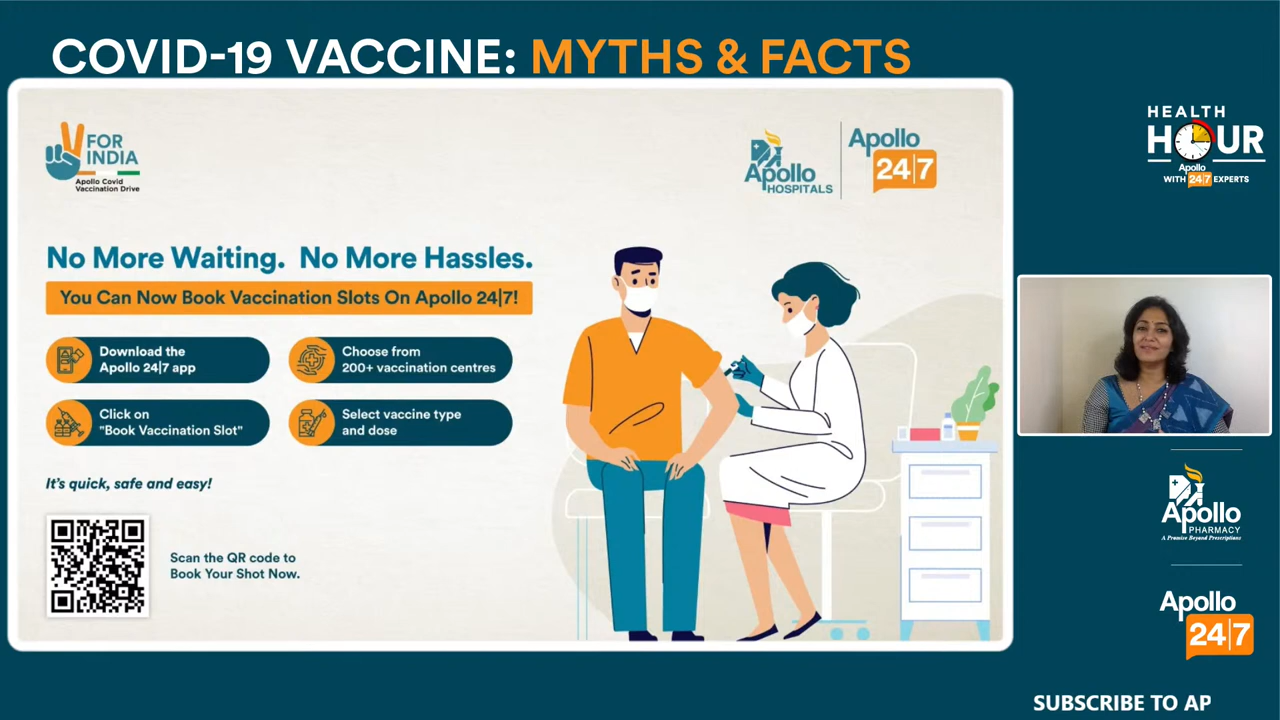 COVID-19 VACCINE: MYTHS & FACTS
V FOR
INDIA
Apollo Covid
Vaccination Drive
Apollo
HOSPITALS
Apollo
24|7
No More Waiting. No More Hassles.
You Can Now Book Vaccination Slots On Apollo 24|7!
Download the
Apollo 24|7 app
Choose from
200+ vaccination centres
Click on
"Book Vaccination Slot"
Select vaccine type
and dose
It's quick, safe and easy!
Scan the QR code to
Book Your Shot Now.
HEALTH
HOUR
Apollo
WITH 24|7 EXPERTS
Apollo
PHARMACY
A Promise Beyond Prescriptions
Apollo
24|7
SUBSCRIBE TO AP